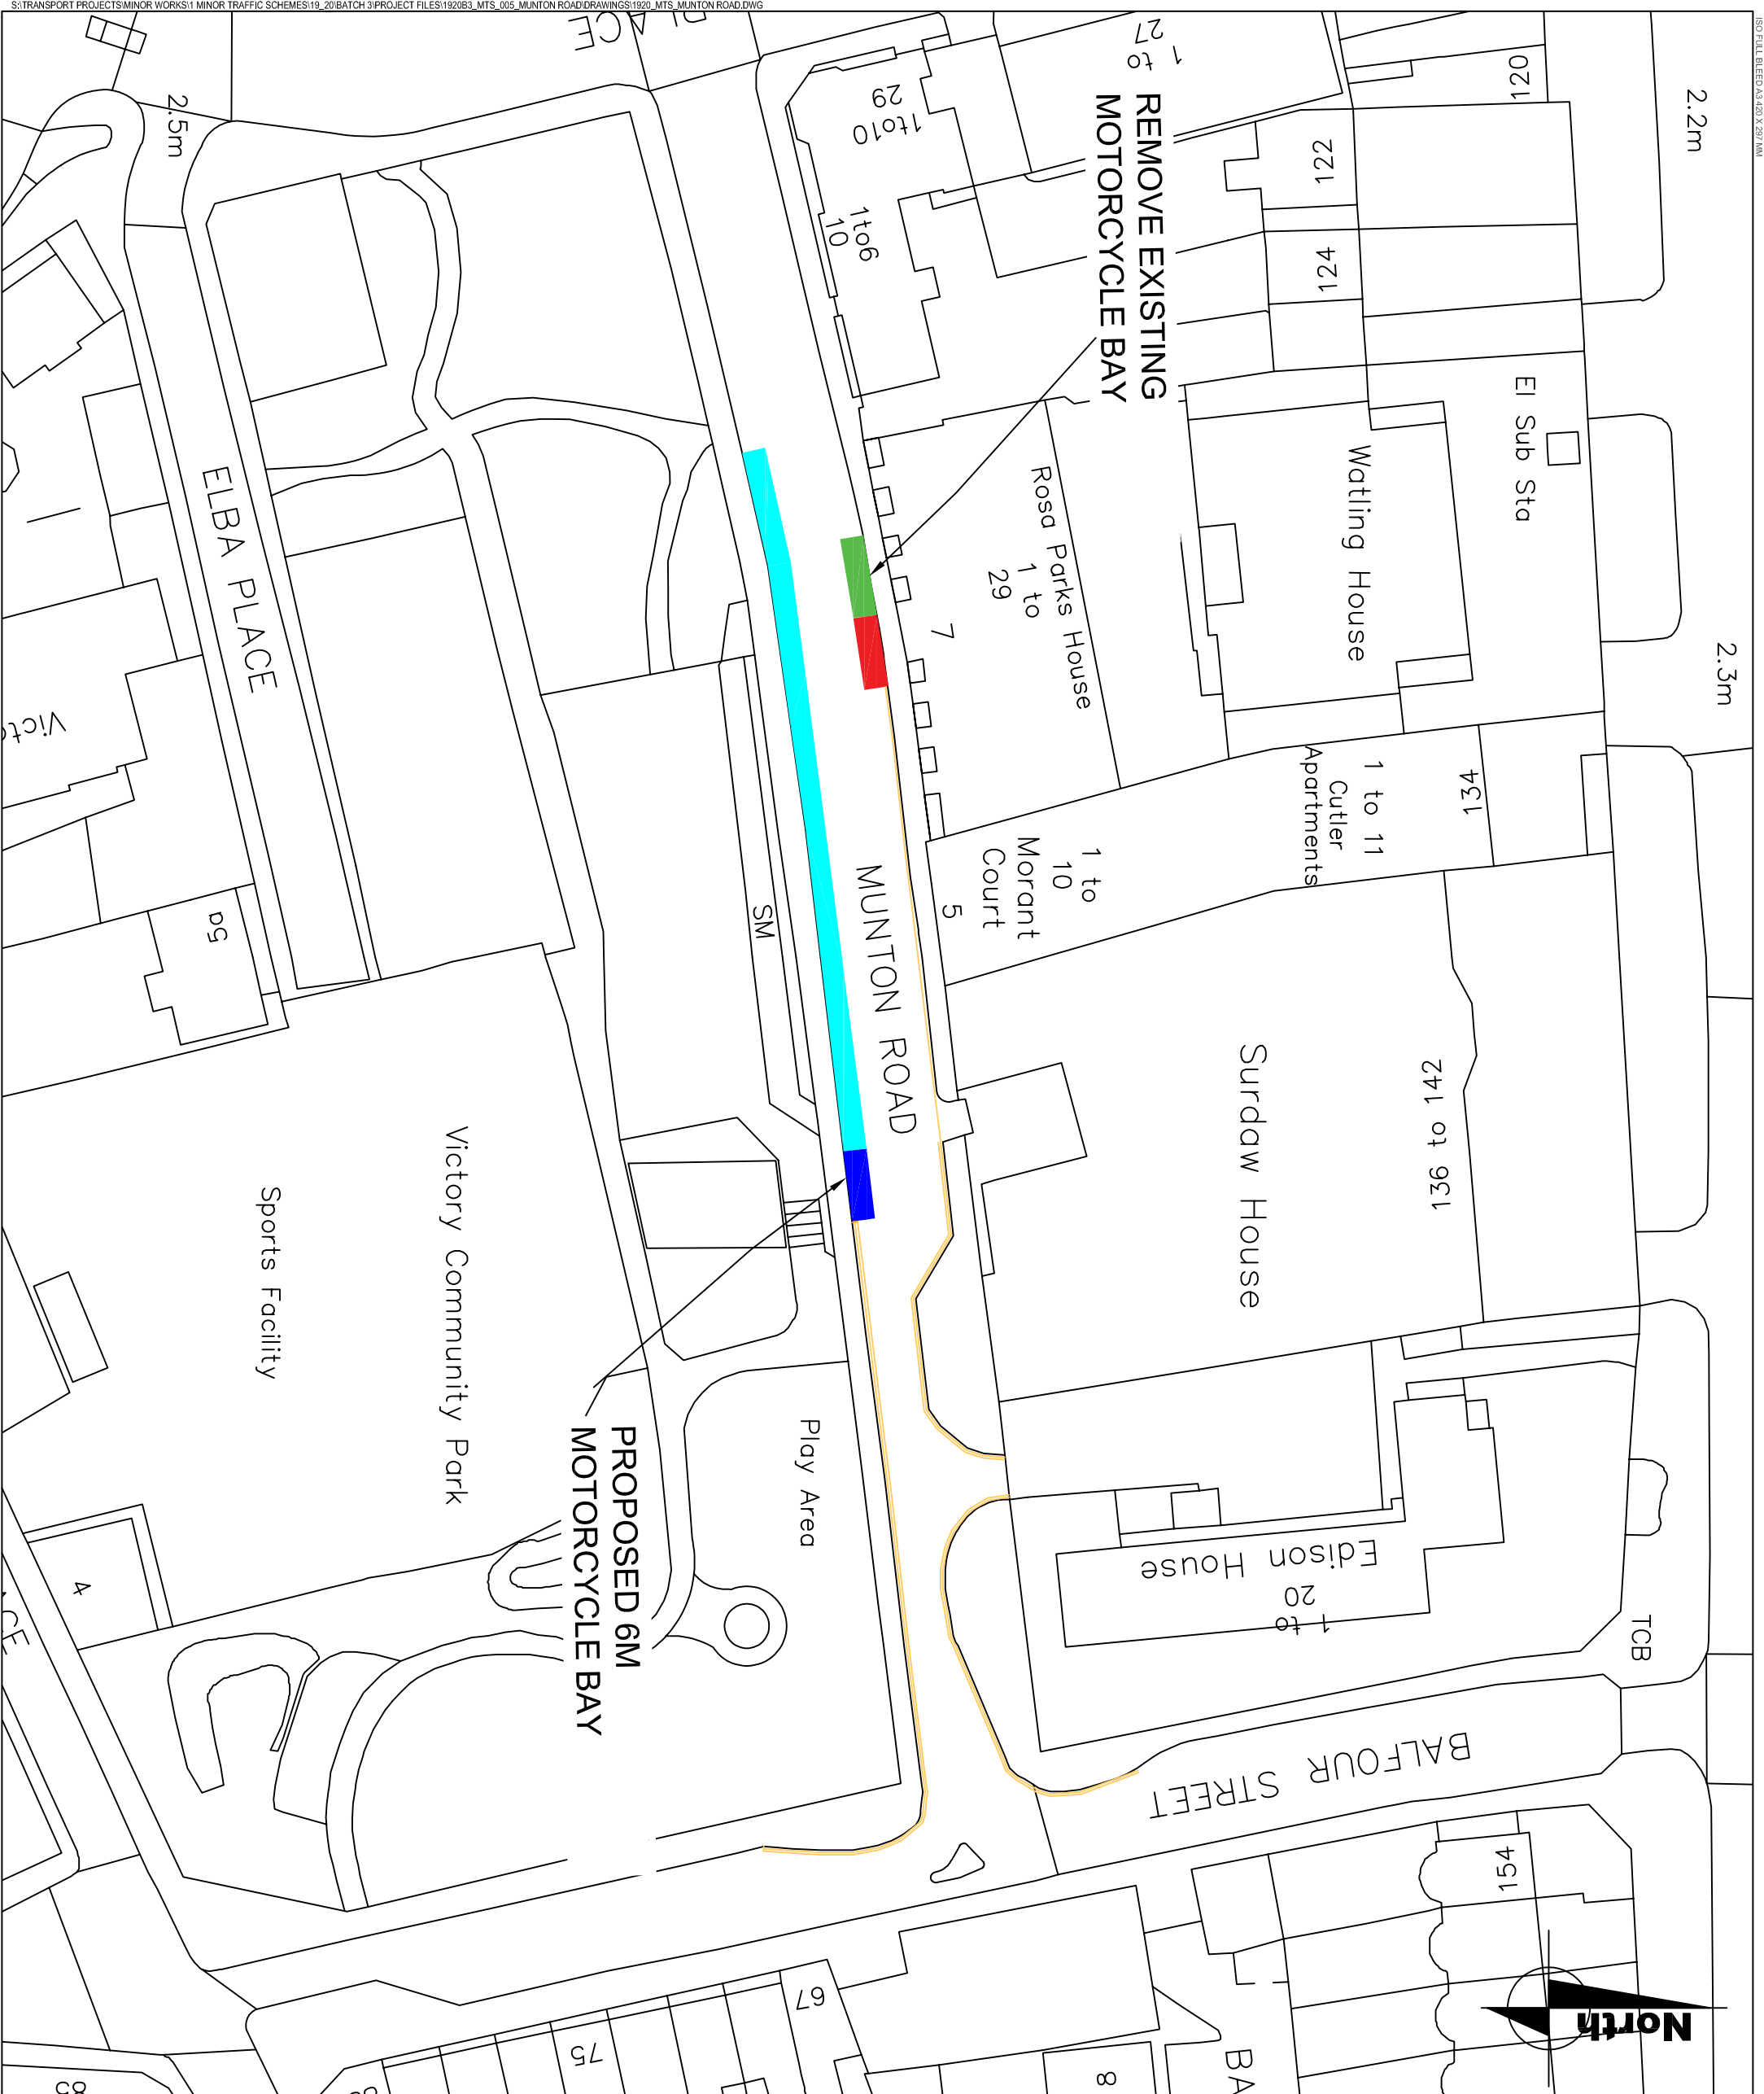 S:\TRANSPORT PROJECTS\MINOR WORKS\1 MINOR TRAFFIC SCHEMES\19_20\BATCH 3\PROJECT FILES\1920B3_MTS_005_MUNTON ROAD\DRAWINGS\1920_MTS_MUNTON ROAD.DWG
ISO FULL BLEED A3 420 X 297 MM
2.2m
120
122
124
1 to
27
1to10
29
1to6
10
2.5m
REMOVE EXISTING
MOTORCYCLE BAY
El Sub Sta
Watling House
Rosa Parks House
1 to
29
7
2.3m
134
1 to 11
Cutler
Apartments
1 to
10
Morant
Court
5
ELBA PLACE
5a
SM
MUNTON ROAD
Surdaw House
136 to 142
Victory Community Park
Sports Facility
Play Area
PROPOSED 6M
MOTORCYCLE BAY
Edison House
1 to
20
TCB
4
BALFOUR STREET
154
North
67
75
8
BA
85